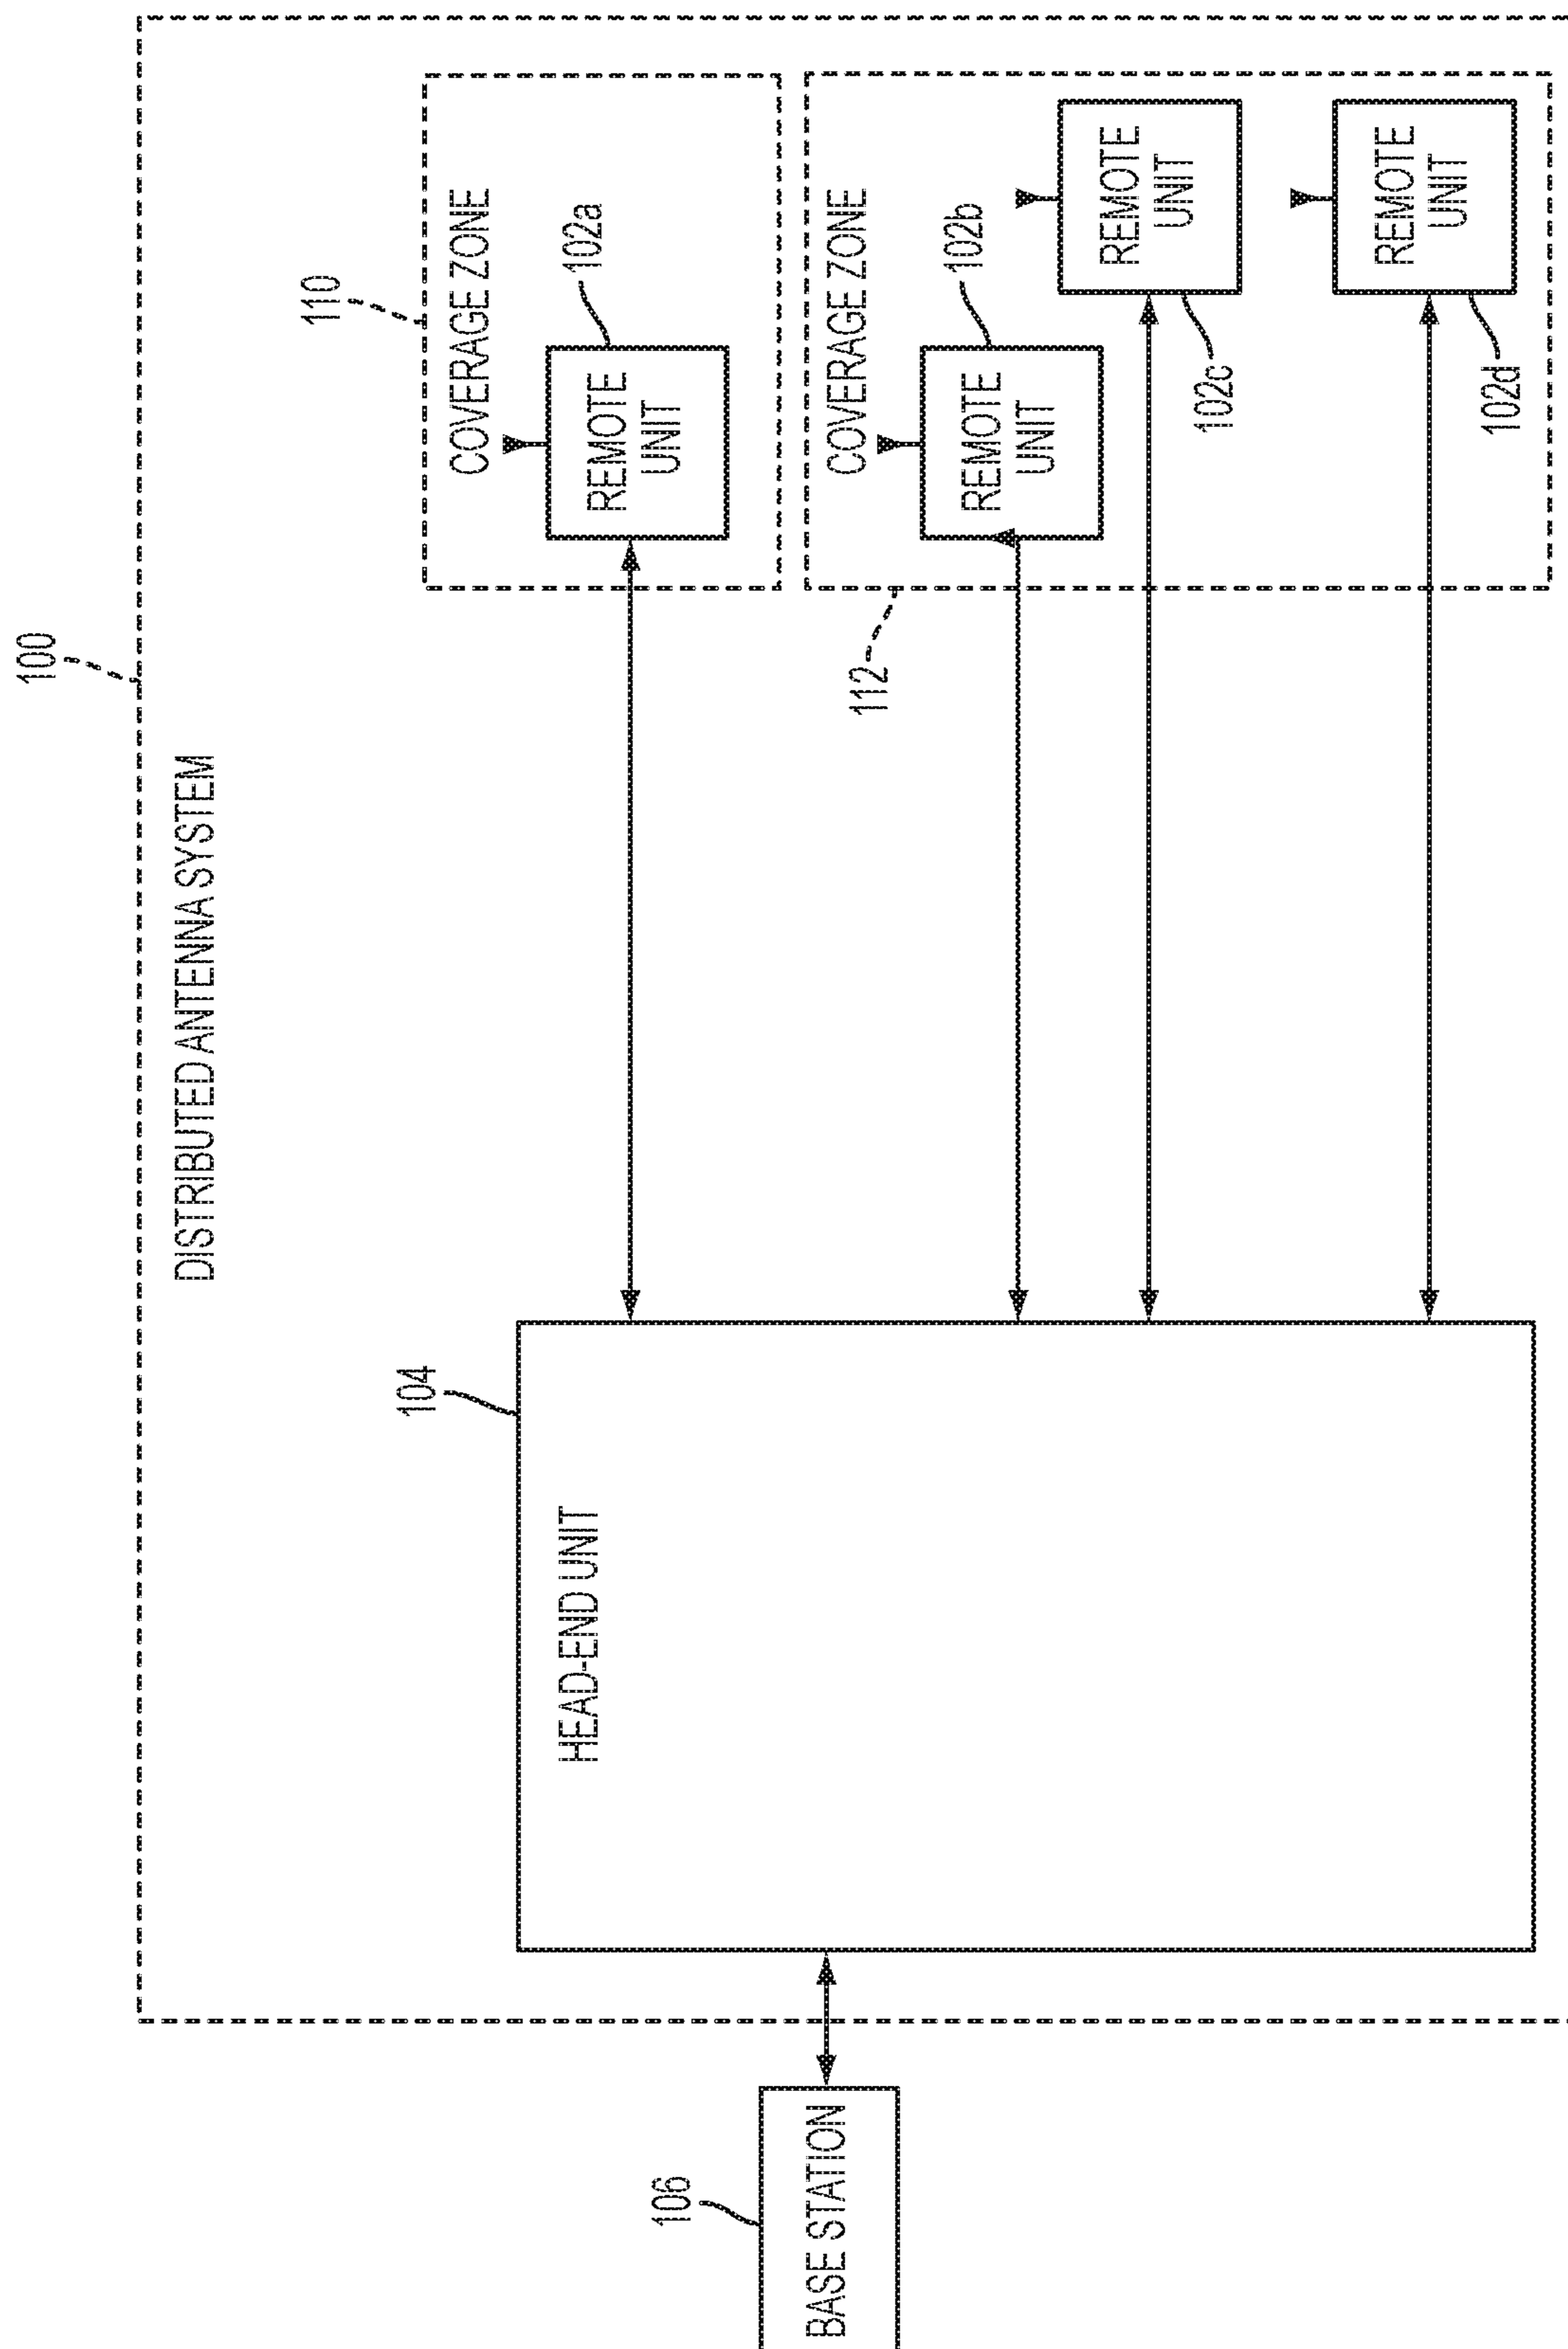 100
DISTRIBUTED ANTENNA SYSTEM
110
COVERAGE ZONE
102a
REMOTE
UNIT
104
HEAD-END UNIT
106
BASE STATION
112
COVERAGE ZONE
102b
REMOTE
UNIT
REMOTE
UNIT
102c
REMOTE
UNIT
102d